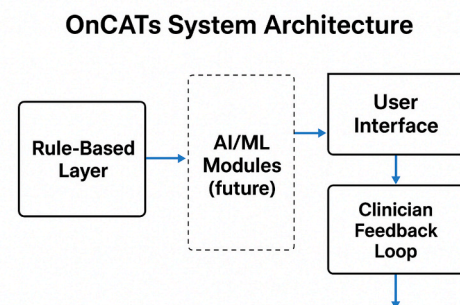 OnCATs System Architecture
Rule-Based
Layer
AI/ML
Modules
(future)
User
Interface
Clinician
Feedback
Loop